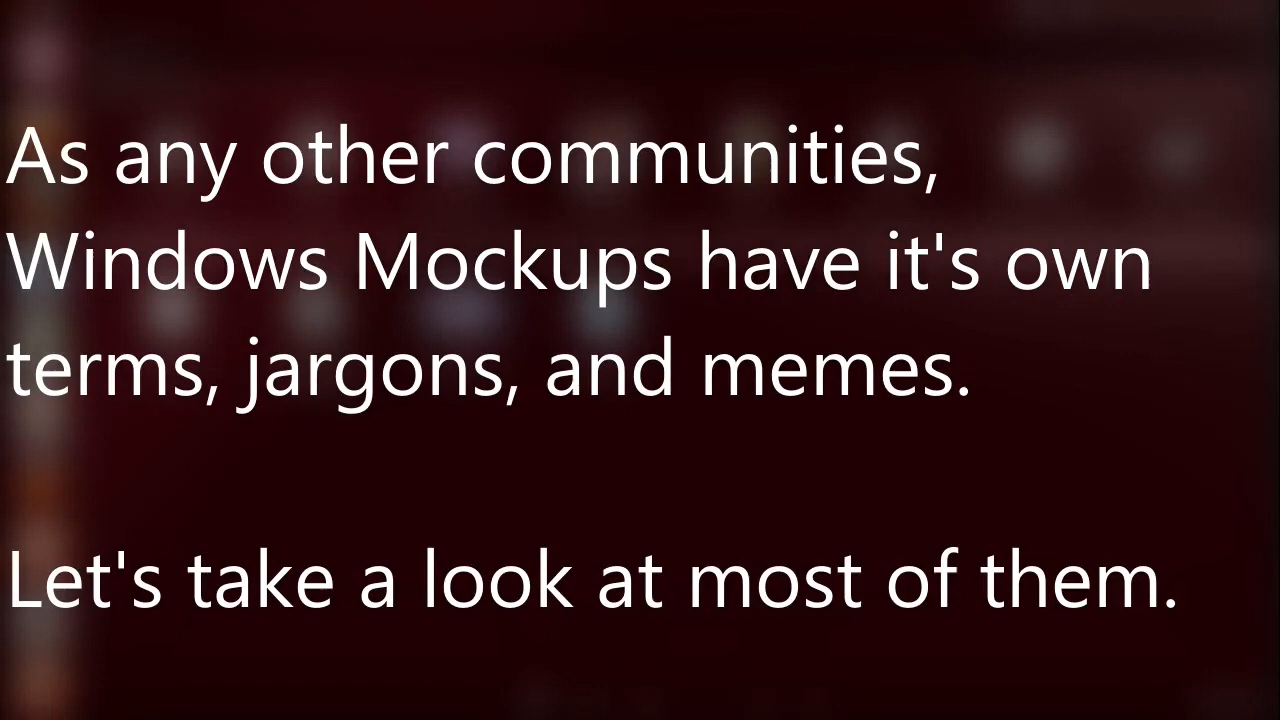 As any other communities,
Windows Mockups have it's own
terms, jargons, and memes.
Let's take a look at most of them.